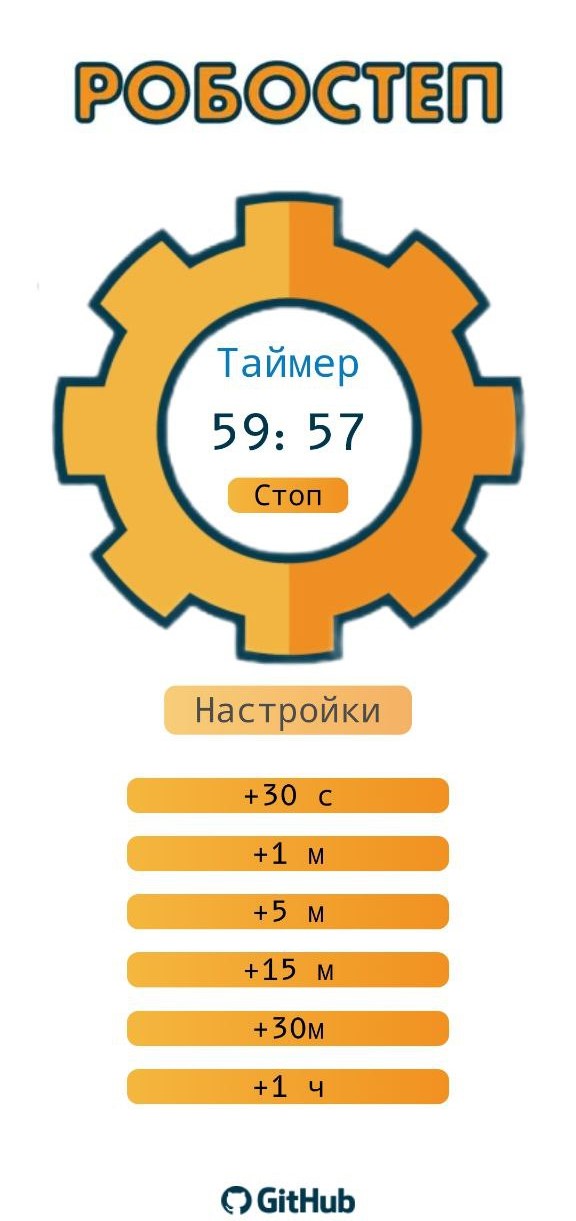 РОБОСТЕП
Таймер
59: 57
Стоп
Настройки
+30 с
+1 м
+5 м
+15 м
+30м
+1 ч
GitHub